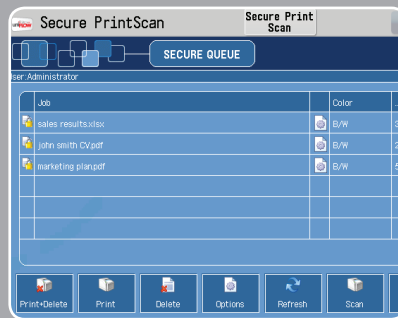 Secure PrintScan
Secure Print
Scan
SECURE QUEUE
ser:Administrator
Job
Color
sales results.xlsx
B/W
john smith CV.pdf
B/W
marketing plan.pdf
B/W
Print+Delete
Print
Delete
Options
Refresh
Scan